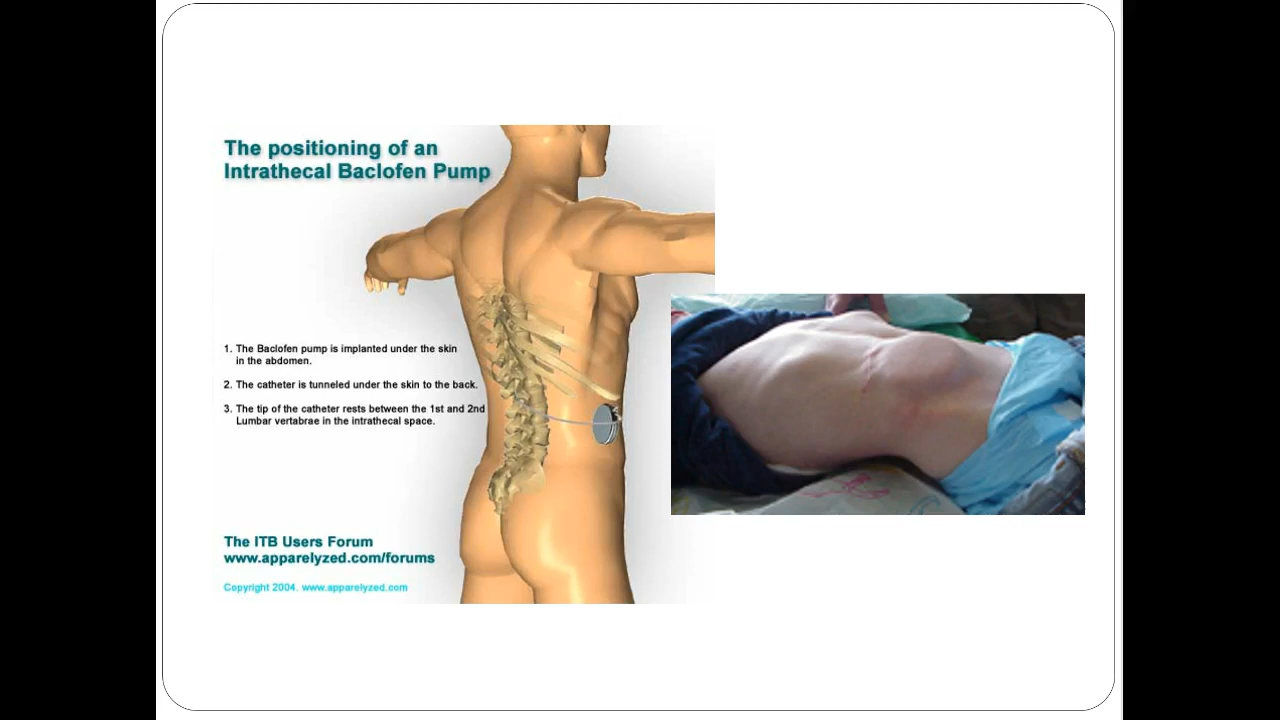 The positioning of an
Intrathecal Baclofen Pump
1. The Baclofen pump is implanted under the skin
in the abdomen.
2. The catheter is tunneled under the skin to the back.
3. The tip of the catheter rests between the 1st and 2nd
Lumbar vertabrae in the intrathecal space.
The ITB Users Forum
www.apparelyzed.com/forums
Copyright 2004. www.apparelyzed.com